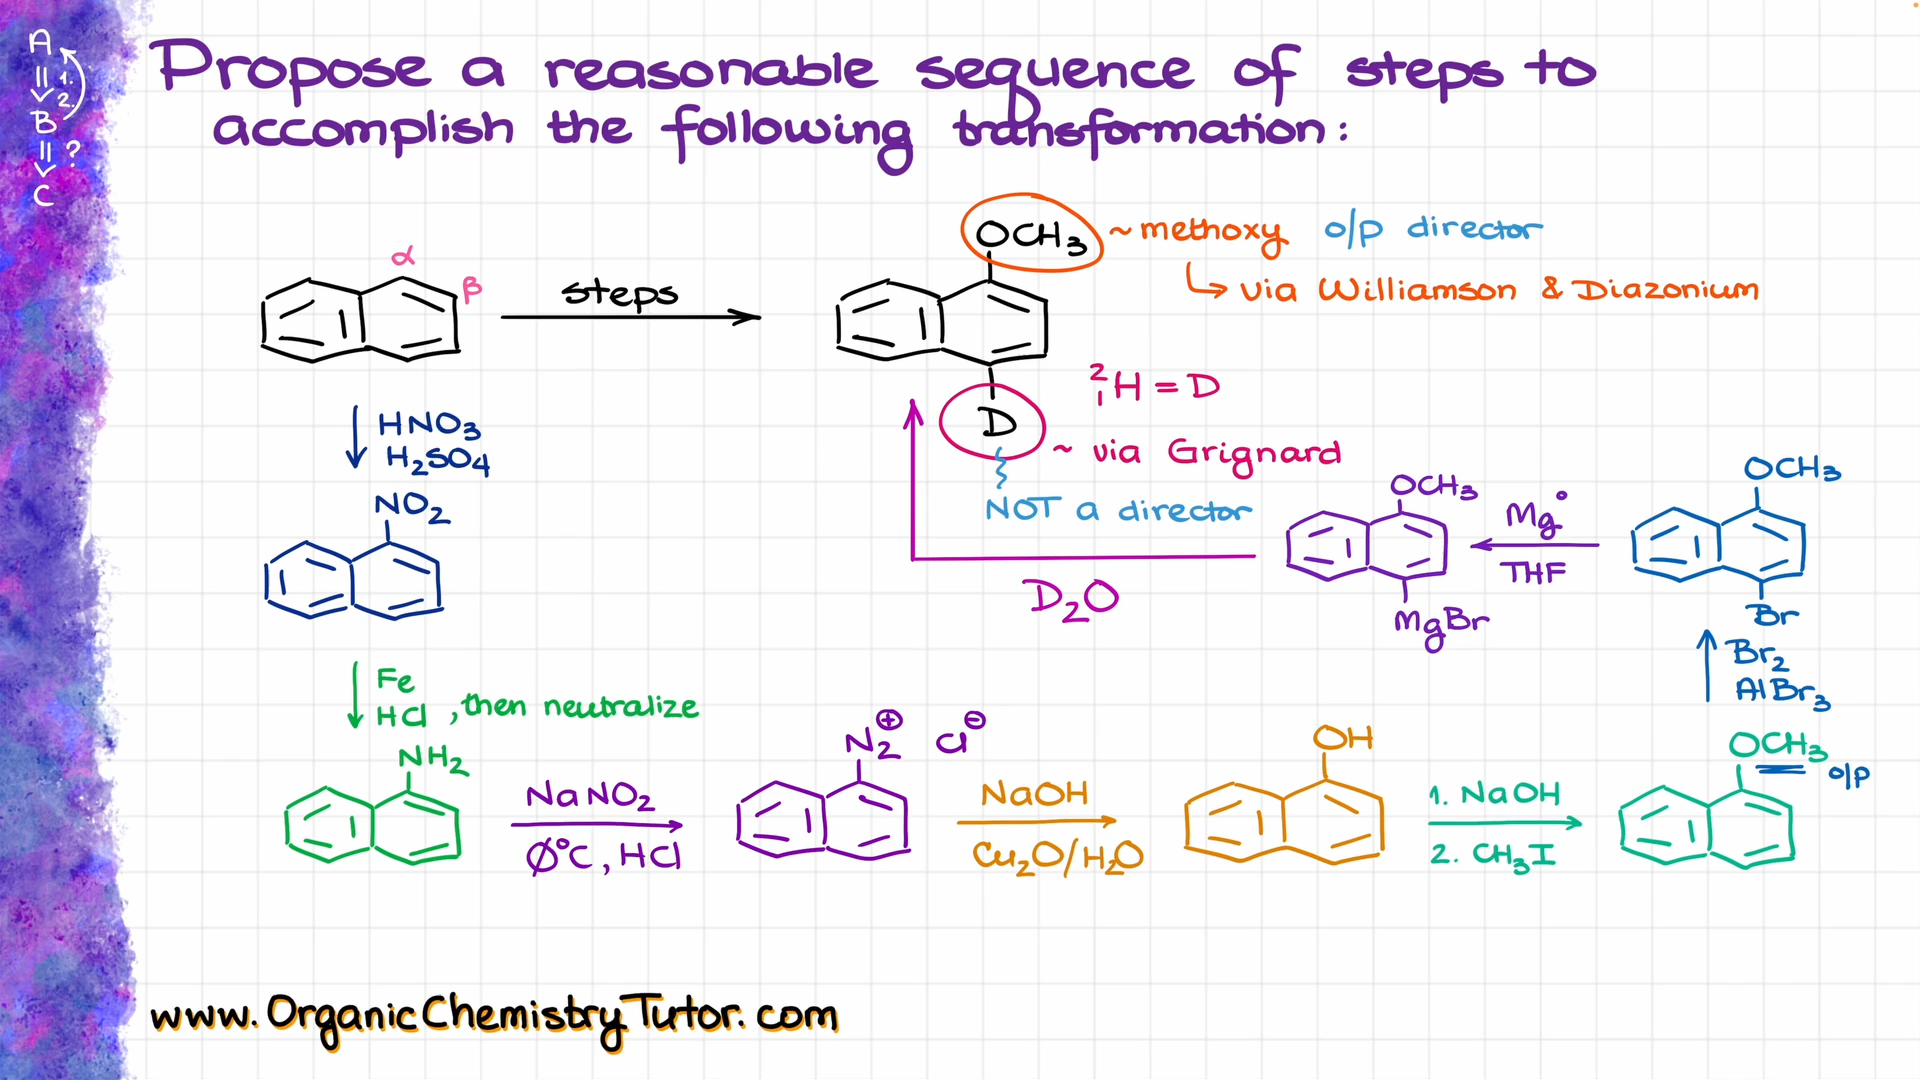 A
1.
2.
B
?
C
Propose a reasonable sequence of steps to
accomplish the following transformation:
α
β
steps
OCH₃ ~ methoxy o/p director
↳ via Williamson & Diazonium
²₁H = D
D ~ via Grignard
NOT a director
HNO₃
H₂SO₄
NO₂
Fe
HCl , then neutralize
NH₂
NaNO₂
0°C, HCl
N₂⊕ Cl⊖
NaOH
Cu₂O/H₂O
OH
1. NaOH
2. CH₃I
OCH₃ o/p
Br₂
AlBr₃
OCH₃
Br
Mg°
THF
OCH₃
MgBr
D₂O
www.OrganicChemistryTutor.com